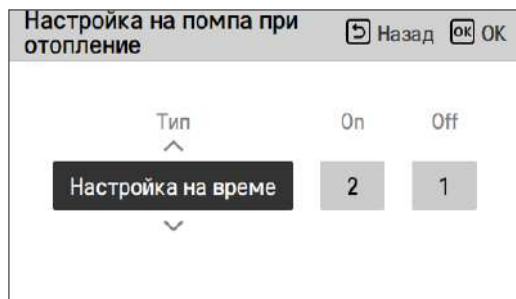 Настройка на помпа при
отопление
Назад OK OK
Тип On Off
Настройка на време 2 1